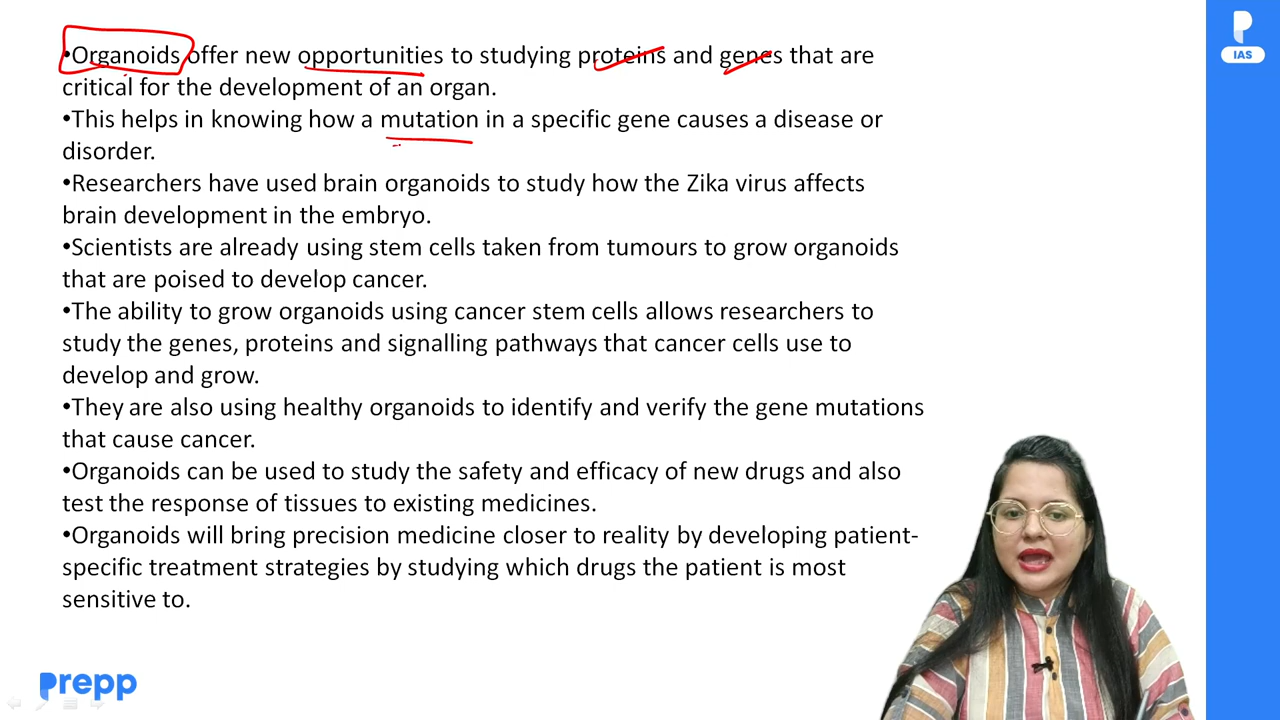 •Organoids offer new opportunities to studying proteins and genes that are
critical for the development of an organ.
•This helps in knowing how a mutation in a specific gene causes a disease or
disorder.
•Researchers have used brain organoids to study how the Zika virus affects
brain development in the embryo.
•Scientists are already using stem cells taken from tumours to grow organoids
that are poised to develop cancer.
•The ability to grow organoids using cancer stem cells allows researchers to
study the genes, proteins and signalling pathways that cancer cells use to
develop and grow.
•They are also using healthy organoids to identify and verify the gene mutations
that cause cancer.
•Organoids can be used to study the safety and efficacy of new drugs and also
test the response of tissues to existing medicines.
•Organoids will bring precision medicine closer to reality by developing patient-
specific treatment strategies by studying which drugs the patient is most
sensitive to.
IAS
prepp